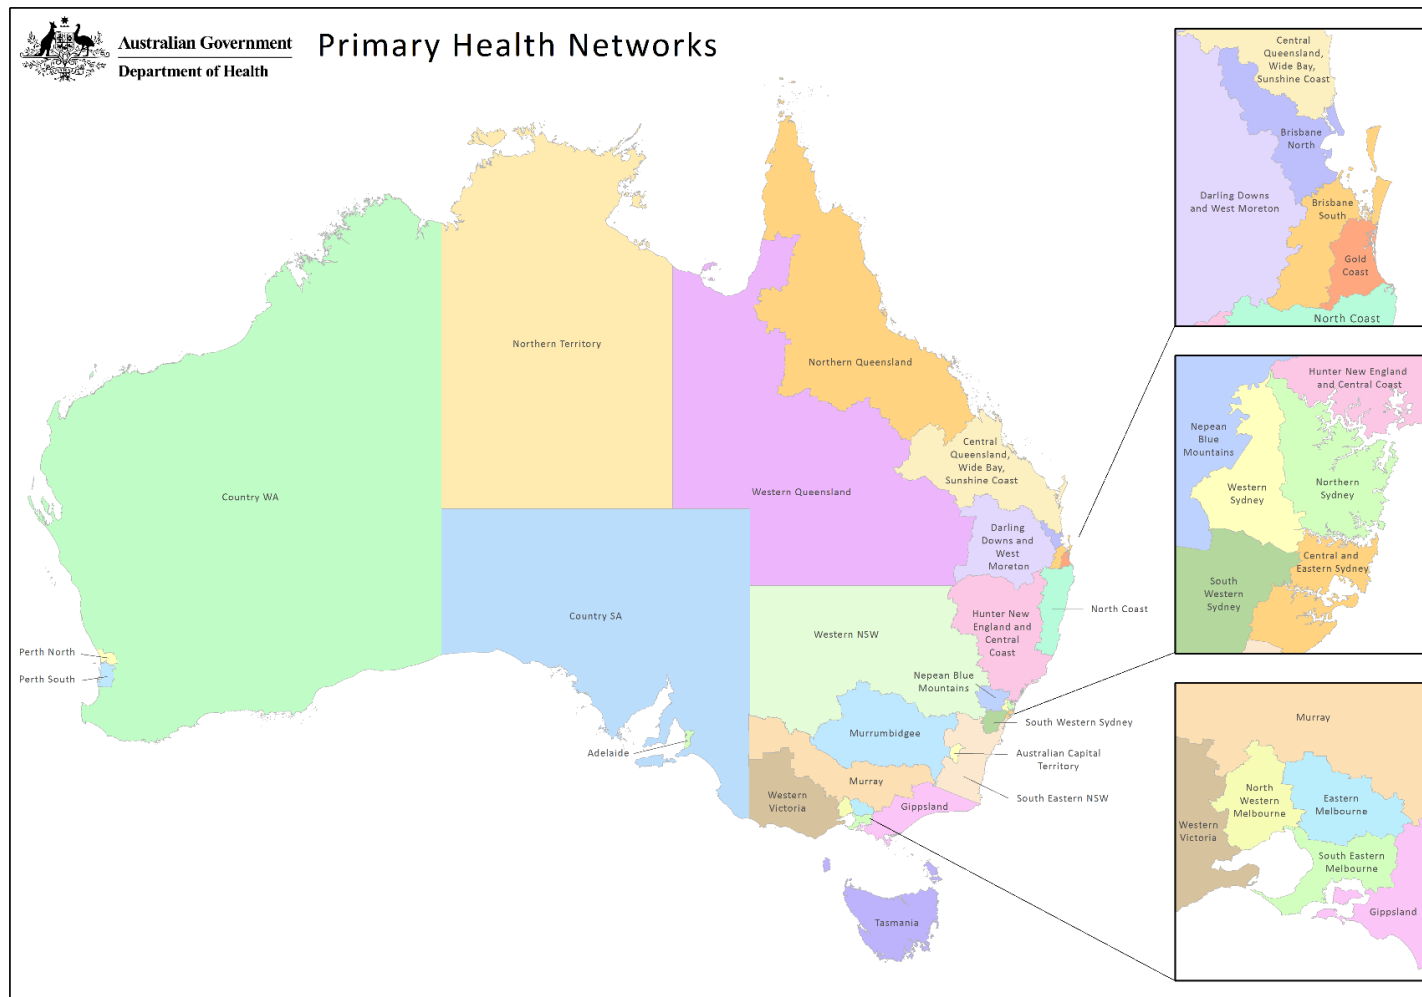 Australian Government
Department of Health
Primary Health Networks
Northern Territory
Northern Queensland
Central
Queensland,
Wide Bay,
Sunshine Coast
Country WA
Western Queensland
Darling
Downs and
West
Moreton
Country SA
Western NSW
Hunter New
England and
Central
Coast
North Coast
Perth North
Perth South
Nepean Blue
Mountains
South Western Sydney
Murrumbidgee
Adelaide
Australian Capital
Territory
Murray
South Eastern NSW
Western
Victoria
Gippsland
Tasmania
Central
Queensland,
Wide Bay,
Sunshine Coast
Brisbane
North
Darling Downs
and West Moreton
Brisbane
South
Gold
Coast
North Coast
Hunter New England
and Central Coast
Nepean
Blue
Mountains
Western
Sydney
Northern
Sydney
Central and
Eastern Sydney
South
Western
Sydney
Murray
North
Western
Melbourne
Eastern
Melbourne
Western
Victoria
South Eastern
Melbourne
Gippsland